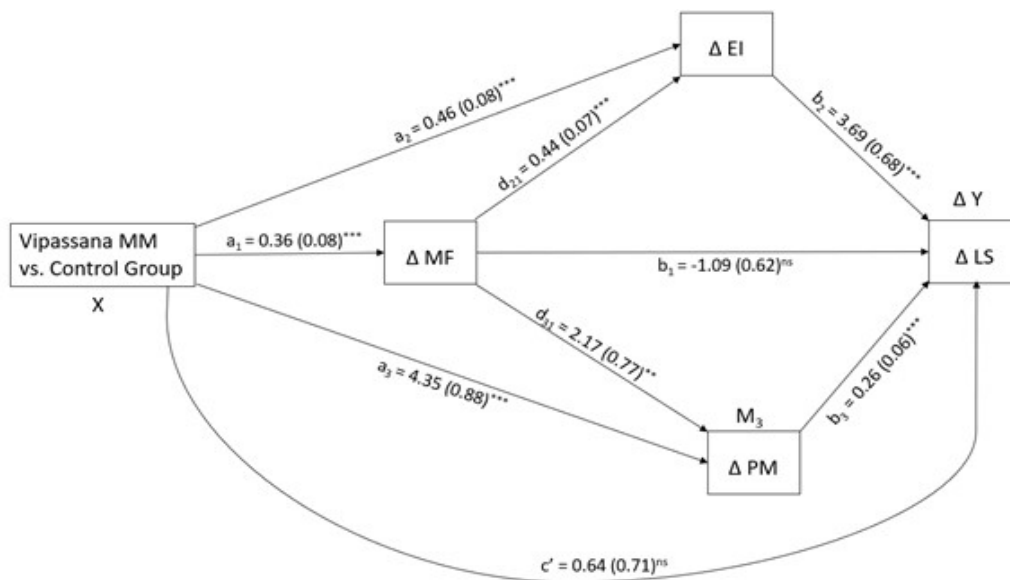 Δ EI
a₂ = 0.46 (0.08)***
d₂₁ = 0.44 (0.07)***
b₂ = 3.69 (0.68)***
Δ Y
Vipassana MM
vs. Control Group
X
a₁ = 0.36 (0.08)***
Δ MF
b₁ = -1.09 (0.62)ⁿˢ
Δ LS
d₃₁ = 2.17 (0.77)**
a₃ = 4.35 (0.88)***
b₃ = 0.26 (0.06)***
M₃
Δ PM
c' = 0.64 (0.71)ⁿˢ